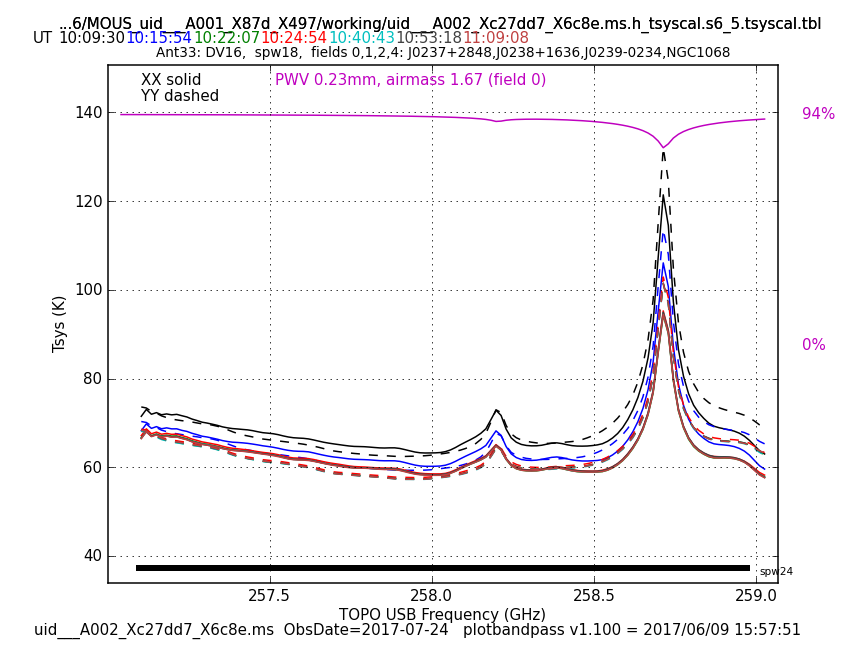 ...6/MOUS_uid___A001_X87d_X497/working/uid___A002_Xc27dd7_X6c8e.ms.h_tsyscal.s6_5.tsyscal.tbl
UT 10:09:30 10:15:54 10:22:07 10:24:54 10:40:43 10:53:18 11:09:08
Ant33: DV16,  spw18,  fields 0,1,2,4: J0237+2848,J0238+1636,J0239-0234,NGC1068
XX solid
PWV 0.23mm, airmass 1.67 (field 0)
YY dashed
140
94%
120
100
0%
80
60
40
Tsys (K)
spw24
257.5
258.0
258.5
259.0
TOPO USB Frequency (GHz)
uid___A002_Xc27dd7_X6c8e.ms  ObsDate=2017-07-24   plotbandpass v1.100 = 2017/06/09 15:57:51